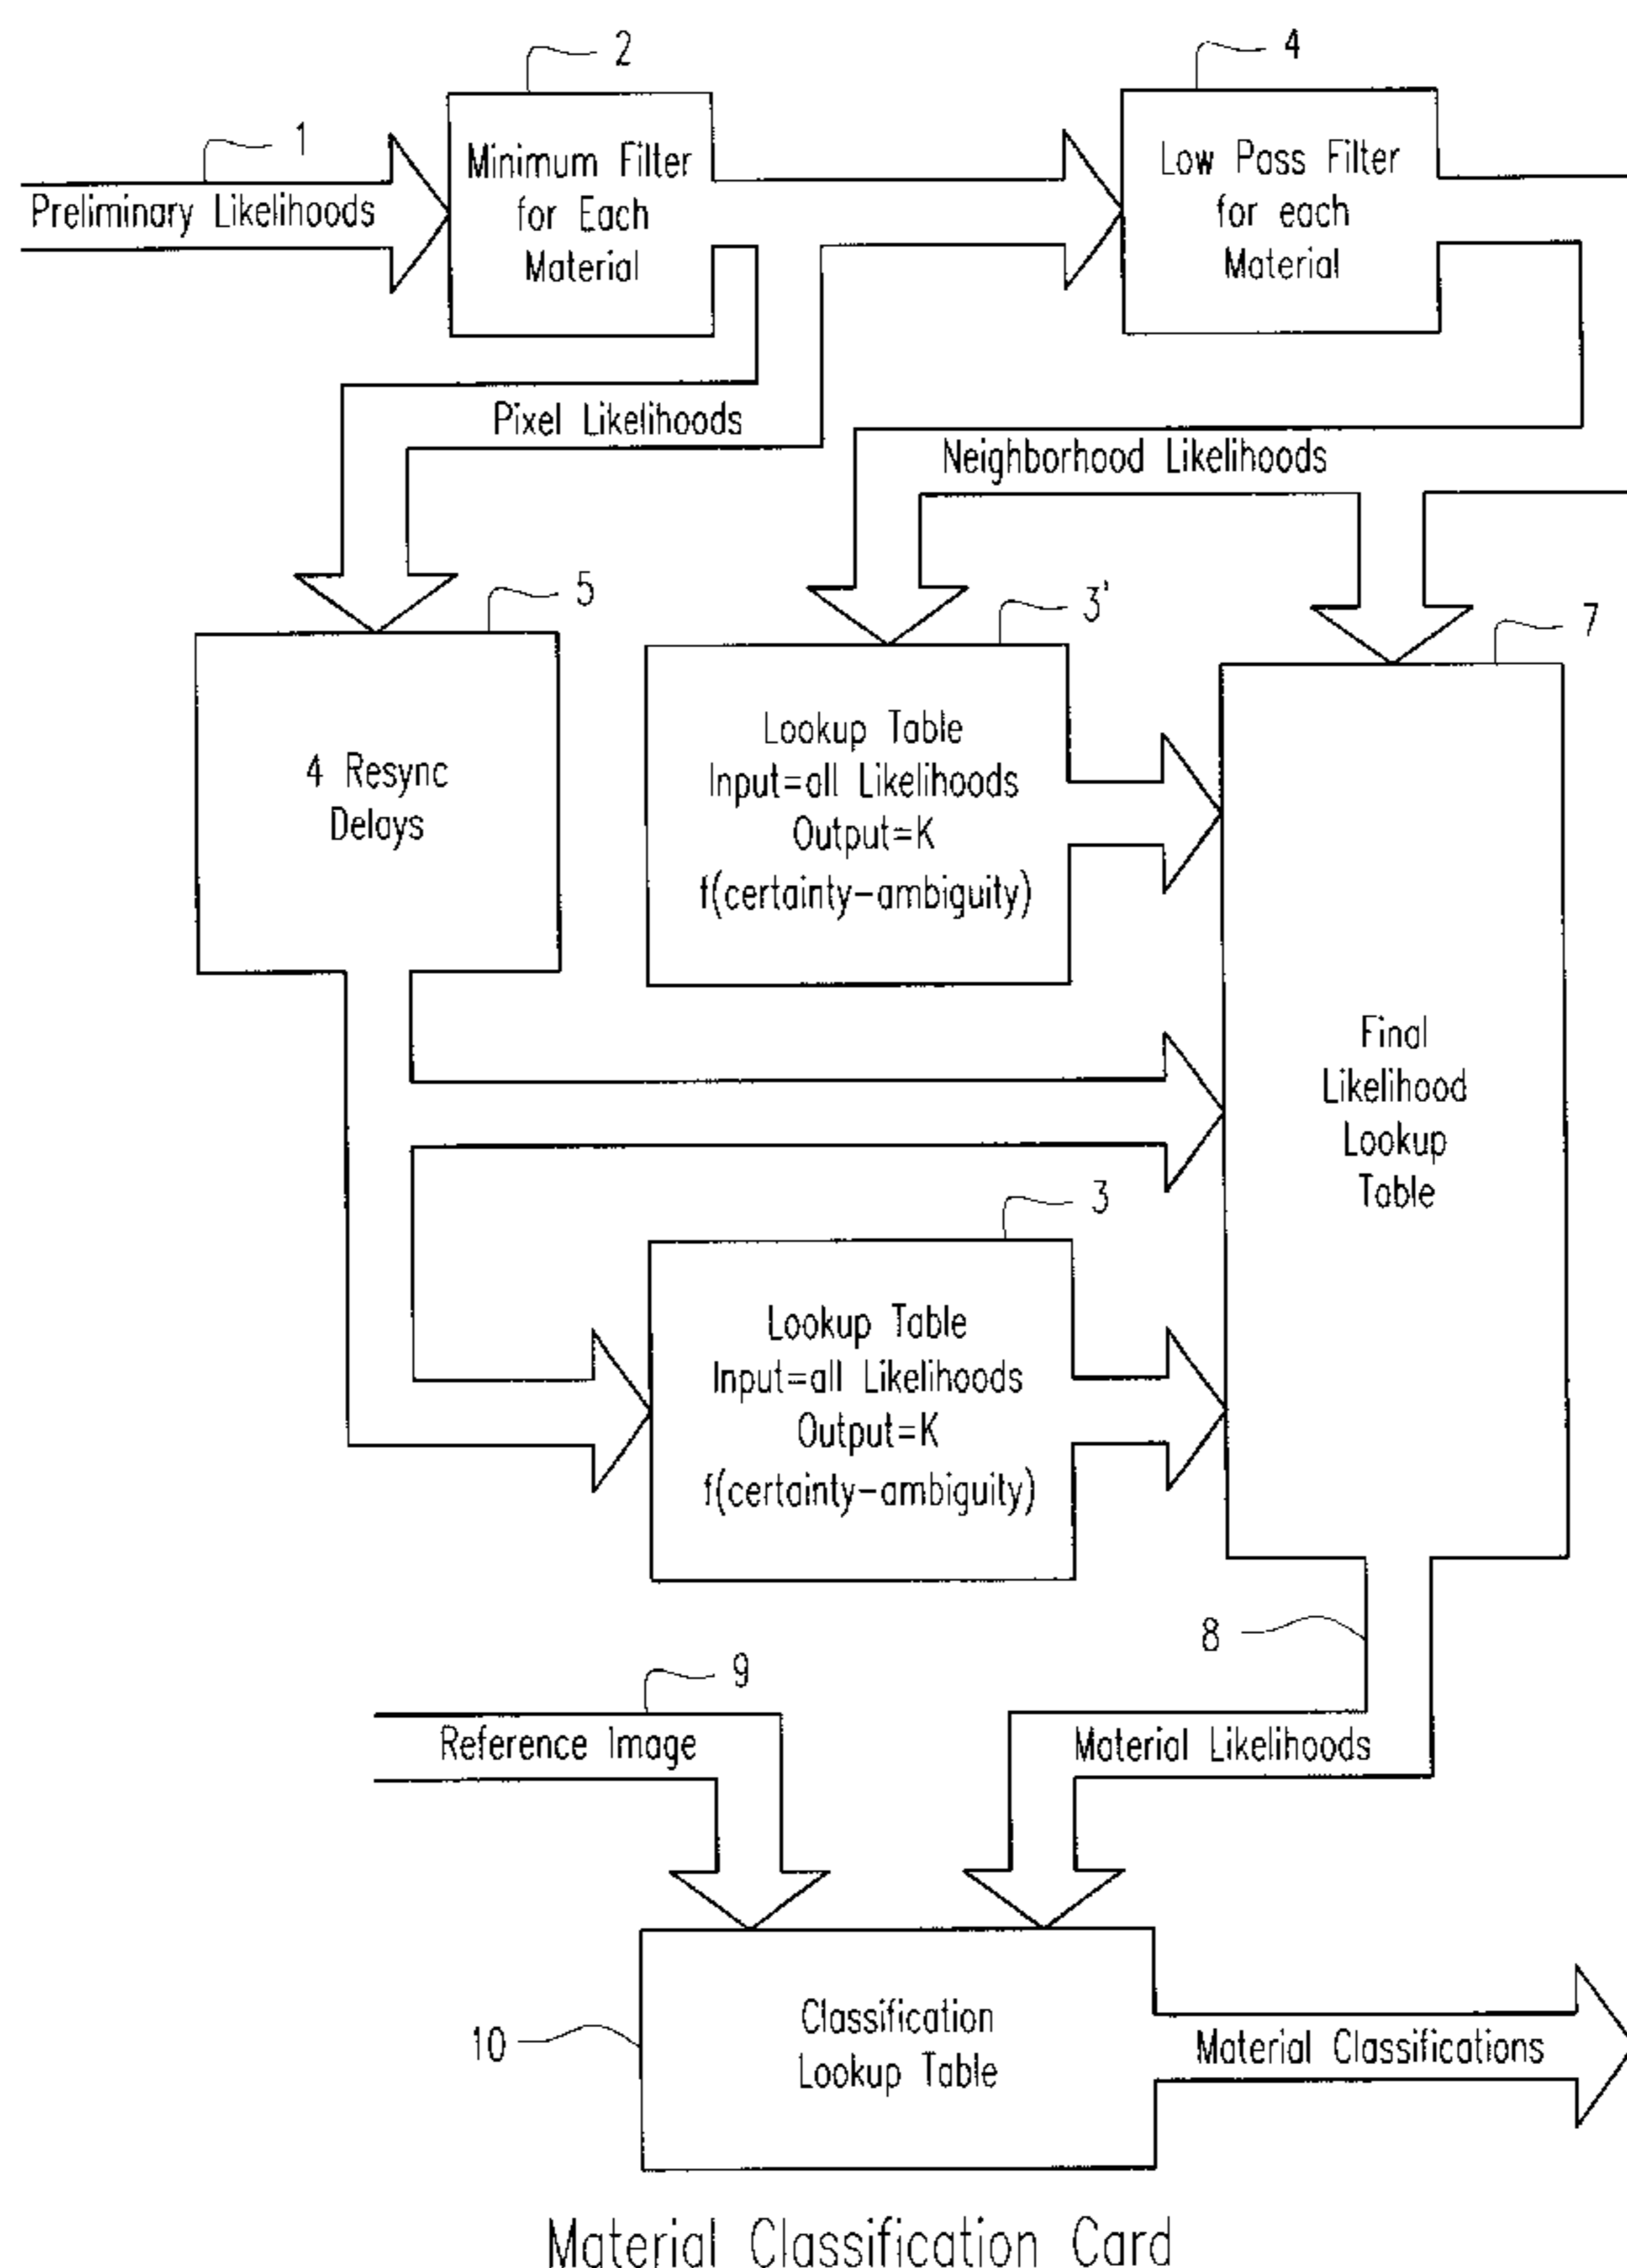 2
4
1
Preliminary Likelihoods
Minimum Filter
for Each
Material
Low Pass Filter
for each
Material
Pixel Likelihoods
Neighborhood Likelihoods
5
3'
7
4 Resync
Delays
Lookup Table
Input=all Likelihoods
Output=K
f(certainty-ambiguity)
Final
Likelihood
Lookup
Table
3
Lookup Table
Input=all Likelihoods
Output=K
f(certainty-ambiguity)
8
9
Reference Image
Material Likelihoods
10
Classification
Lookup Table
Material Classifications
Material Classification Card